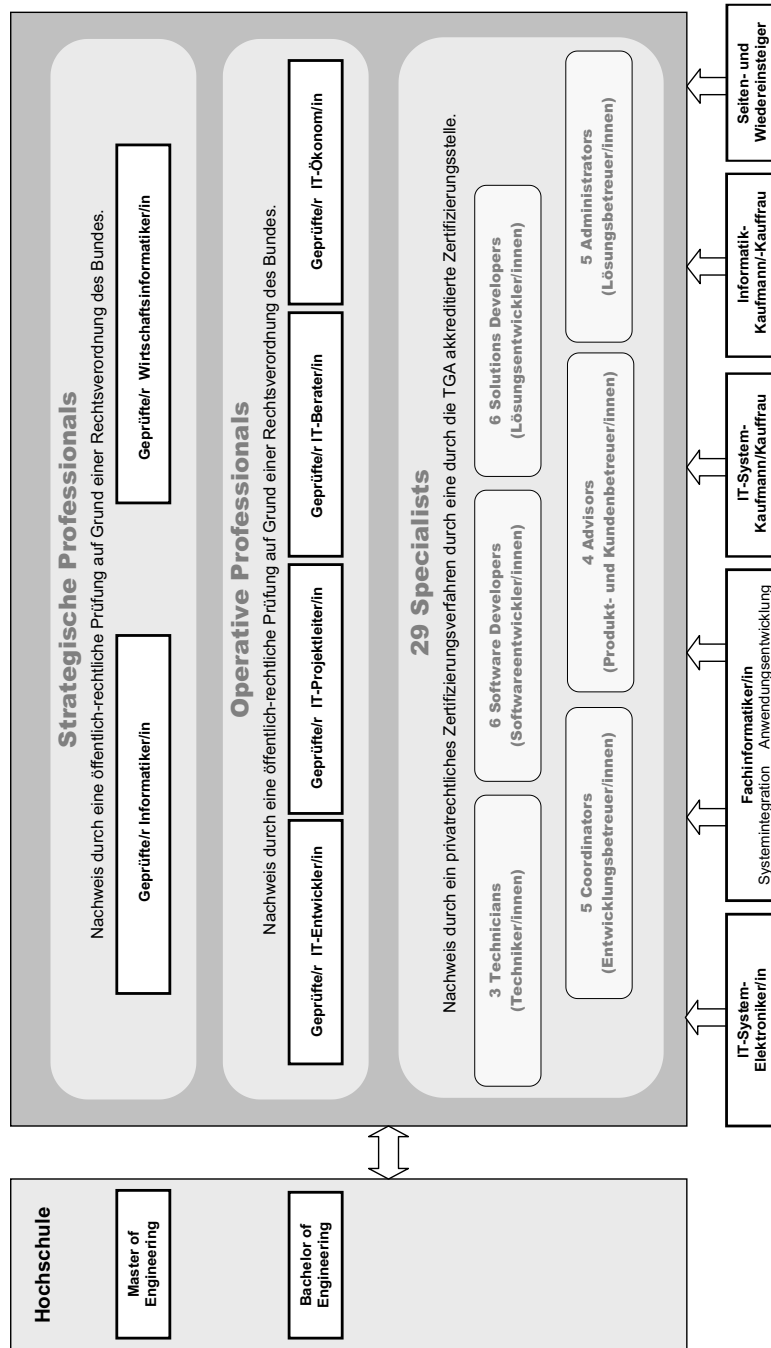 Hochschule
Master of
Engineering
Bachelor of
Engineering
Strategische Professionals
Nachweis durch eine öffentlich-rechtliche Prüfung auf Grund einer Rechtsverordnung des Bundes.
Geprüfte/r Informatiker/in
Geprüfte/r Wirtschaftsinformatiker/in
Operative Professionals
Nachweis durch eine öffentlich-rechtliche Prüfung auf Grund einer Rechtsverordnung des Bundes.
Geprüfte/r IT-Entwickler/in
Geprüfte/r IT-Projektleiter/in
Geprüfte/r IT-Berater/in
Geprüfte/r IT-Ökonom/in
29 Specialists
Nachweis durch ein privatrechtliches Zertifizierungsverfahren durch eine durch die TGA akkreditierte Zertifizierungsstelle.
3 Technicians
(Techniker/innen)
6 Software Developers
(Softwareentwickler/innen)
6 Solutions Developers
(Lösungsentwickler/innen)
5 Coordinators
(Entwicklungsbetreuer/innen)
4 Advisors
(Produkt- und Kundenbetreuer/innen)
5 Administrators
(Lösungsbetreuer/innen)
IT-System-
Elektroniker/in
Fachinformatiker/in
Systemintegration Anwendungsentwicklung
IT-System-
Kaufmann/Kauffrau
Informatik-
Kaufmann/-Kauffrau
Seiten- und
Wiedereinsteiger